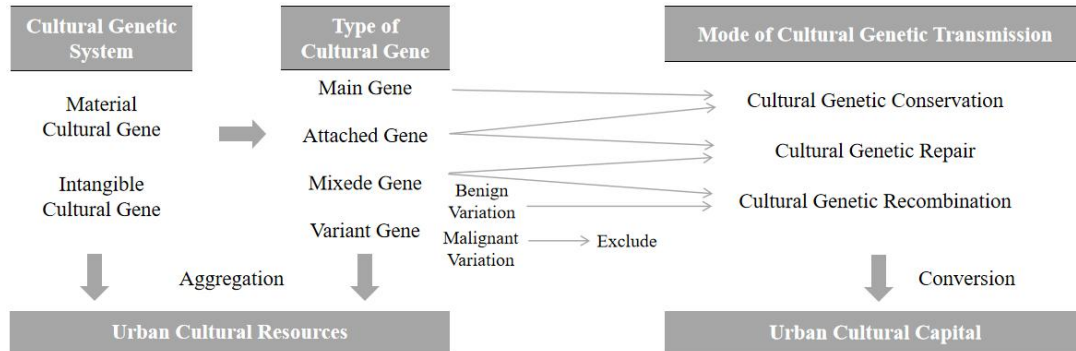 Cultural Genetic
System
Type of
Cultural Gene
Mode of Cultural Genetic Transmission
Material
Cultural Gene
Intangible
Cultural Gene
Main Gene
Attached Gene
Mixede Gene
Variant Gene
Benign
Variation
Malignant
Variation
Exclude
Cultural Genetic Conservation
Cultural Genetic Repair
Cultural Genetic Recombination
Aggregation
Conversion
Urban Cultural Resources
Urban Cultural Capital